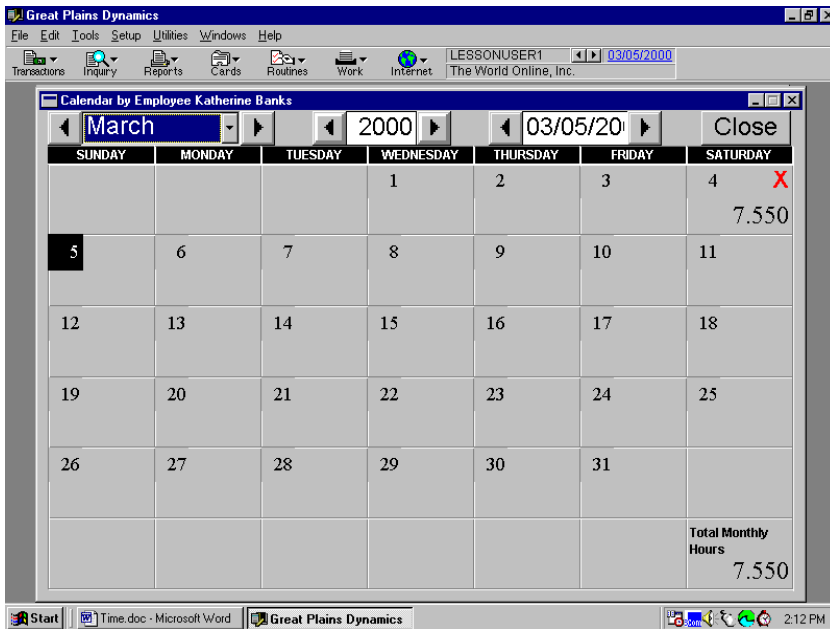 Great Plains Dynamics
File Edit Tools Setup Utilities Windows Help
Transactions Inquiry Reports Cards Routines Work Internet LESSONUSER1 03/05/2000
The World Online, Inc.
Calendar by Employee Katherine Banks
March 2000 03/05/20 Close
SUNDAY MONDAY TUESDAY WEDNESDAY THURSDAY FRIDAY SATURDAY
1 2 3 4 X
7.550
5 6 7 8 9 10 11
12 13 14 15 16 17 18
19 20 21 22 23 24 25
26 27 28 29 30 31
Total Monthly
Hours
7.550
Start Time.doc - Microsoft Word Great Plains Dynamics 2:12 PM